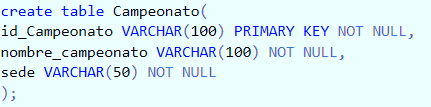 create table Campeonato(
id_Campeonato VARCHAR(100) PRIMARY KEY NOT NULL,
nombre_campeonato VARCHAR(100) NOT NULL,
sede VARCHAR(50) NOT NULL
);